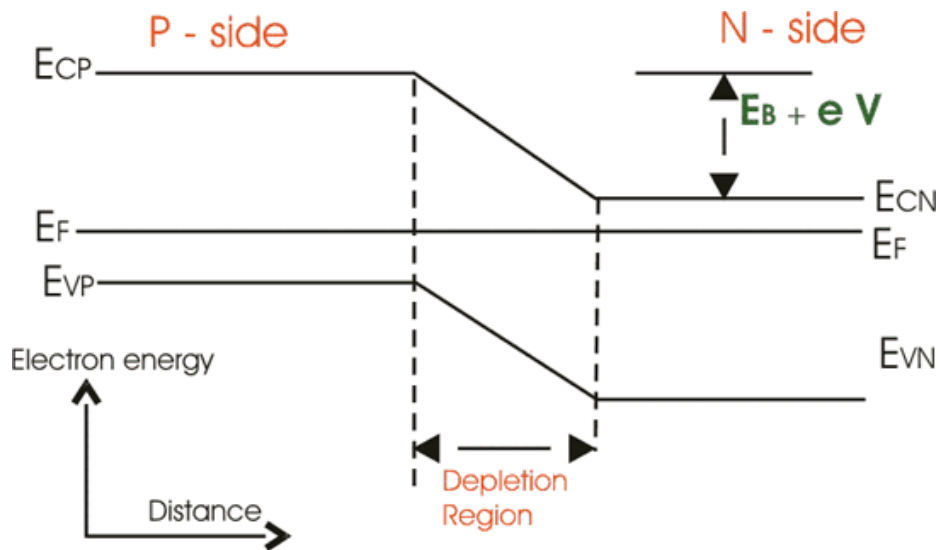 P - side
N - side
ECP
EB + e V
ECN
EF
EF
EVP
Electron energy
EVN
Depletion
Region
Distance